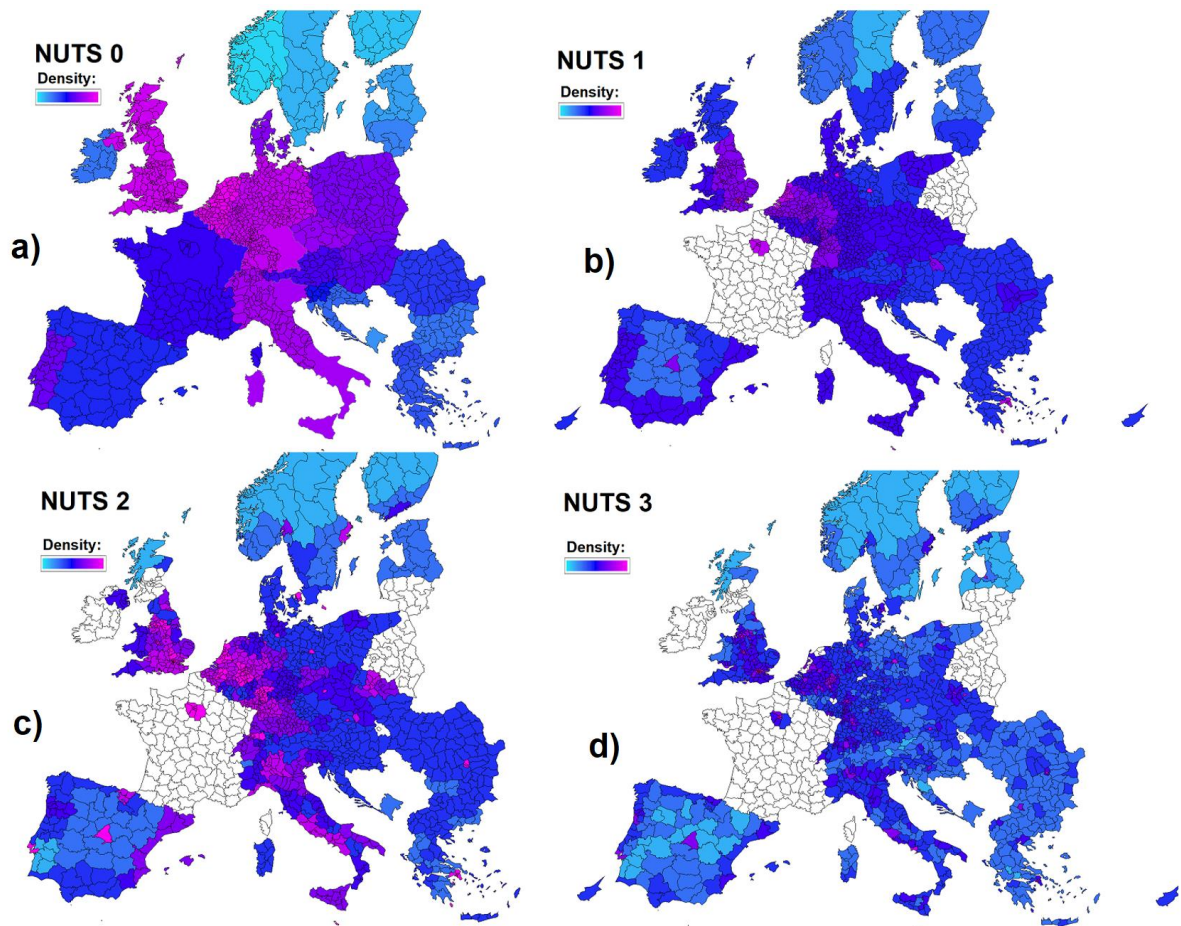 NUTS 0
Density:
a)
NUTS 1
Density:
b)
NUTS 2
Density:
c)
NUTS 3
Density:
d)